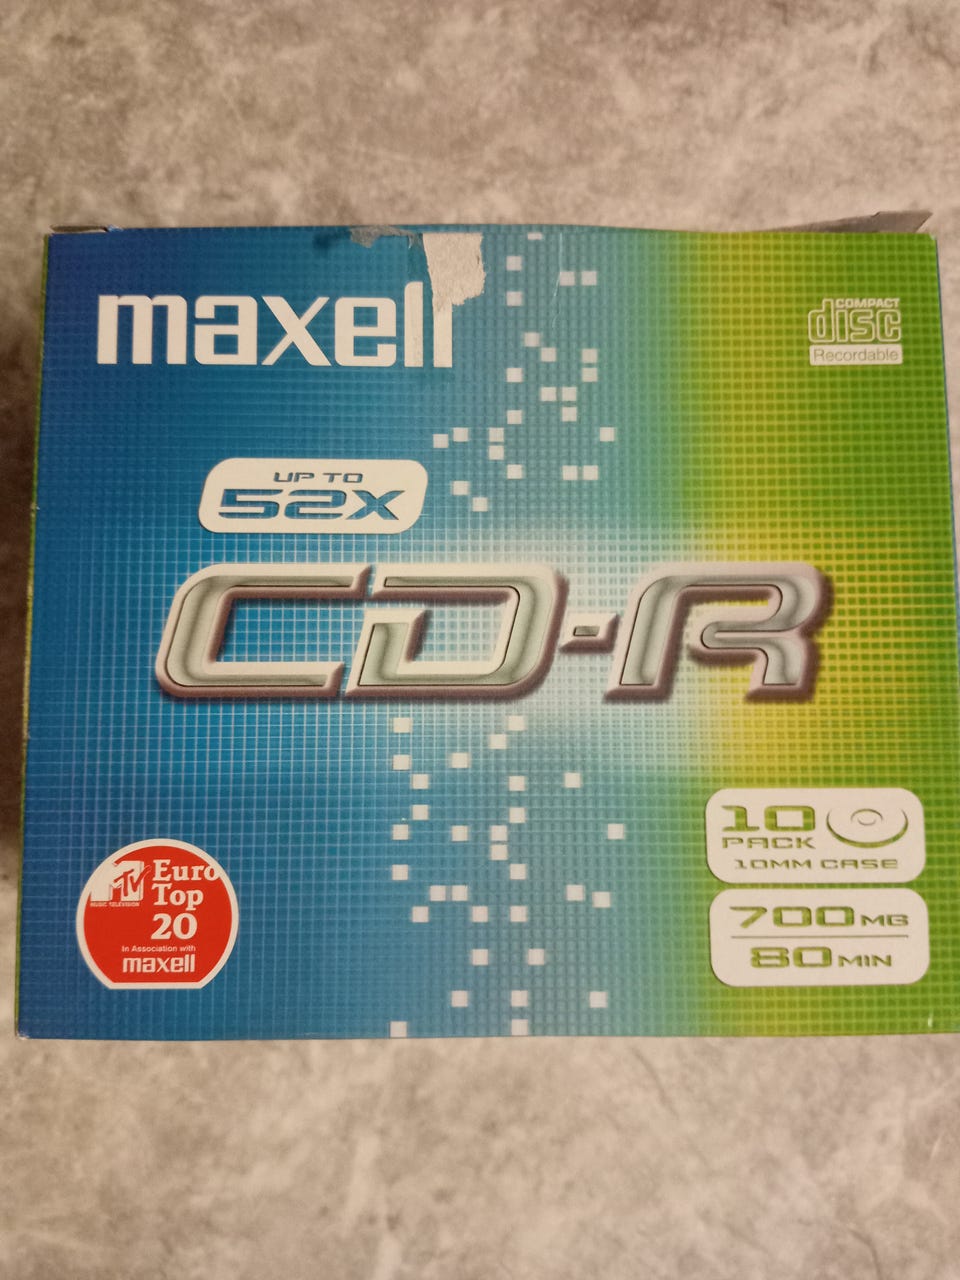 maxell
COMPACT
disc
Recordable
UP TO
52X
CD-R
10
PACK
10MM CASE
700MB
80MIN
MTV
MUSIC TELEVISION
Euro
Top
20
In Association with
maxell